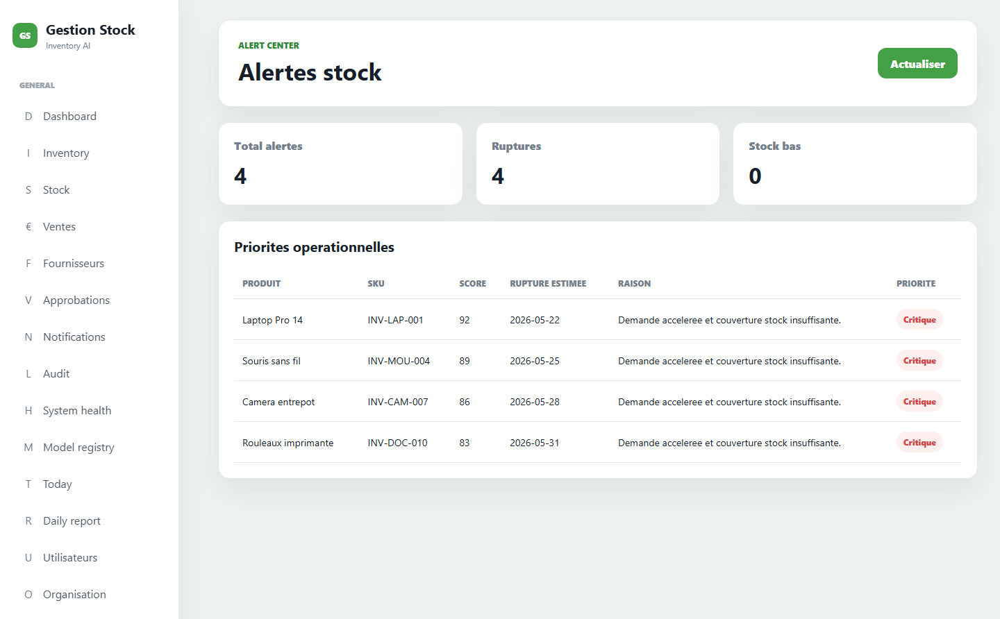 GS
Gestion Stock
Inventory AI
GENERAL
D Dashboard
I Inventory
S Stock
€ Ventes
F Fournisseurs
V Approbations
N Notifications
L Audit
H System health
M Model registry
T Today
R Daily report
U Utilisateurs
O Organisation
ALERT CENTER
Alertes stock
Actualiser
Total alertes
4
Ruptures
4
Stock bas
0
Priorites operationnelles
PRODUIT SKU SCORE RUPTURE ESTIMEE RAISON PRIORITE
Laptop Pro 14 INV-LAP-001 92 2026-05-22 Demande acceleree et couverture stock insuffisante. Critique
Souris sans fil INV-MOU-004 89 2026-05-25 Demande acceleree et couverture stock insuffisante. Critique
Camera entrepot INV-CAM-007 86 2026-05-28 Demande acceleree et couverture stock insuffisante. Critique
Rouleaux imprimante INV-DOC-010 83 2026-05-31 Demande acceleree et couverture stock insuffisante. Critique